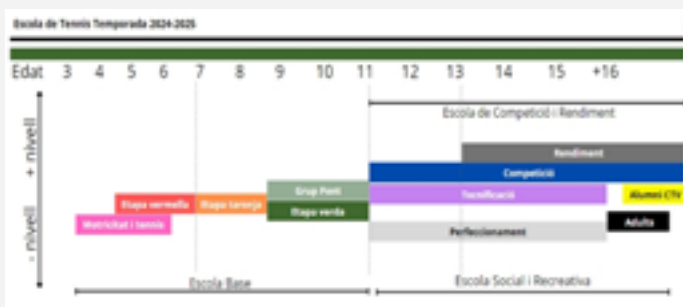 Escola de Tennis Temporada 2024-2025
Edat 3 4 5 6 7 8 9 10 11 12 13 14 15 +16
Escola de Competició i Rendiment
+ nivell
Rendiment
Competició
Grup Pont
Tecnificació
Alumni CTV
Etapa vermella
Etapa taronja
Etapa verda
Motricitat i tennis
Adults
Perfeccionament
- nivell
Escola Base
Escola Social i Recreativa